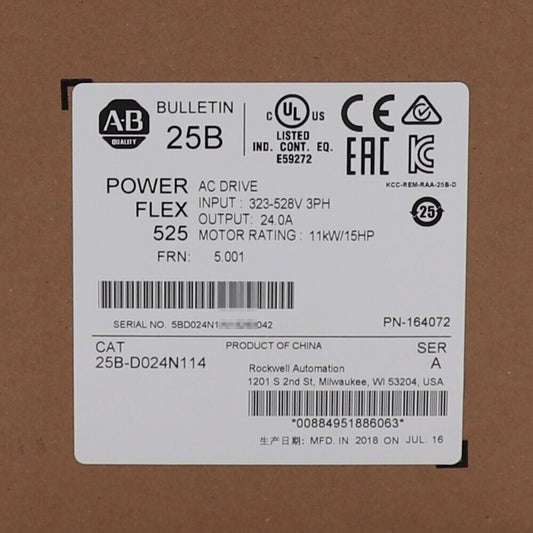 A-B
QUALITY
BULLETIN
25B
C UL US
LISTED
IND. CONT. EQ.
E59272
CE
EAC
KCC-REM-RAA-25B-D
25
POWER
FLEX
525
AC DRIVE
INPUT : 323-528V 3PH
OUTPUT: 24.0A
MOTOR RATING : 11kW/15HP
FRN: 5.001
SERIAL NO. 5BD024N1 042
PN-164072
CAT
25B-D024N114
PRODUCT OF CHINA
SER
A
Rockwell Automation
1201 S 2nd St, Milwaukee, WI 53204, USA
*00884951886063*
生产日期: MFD. IN 2018 ON JUL. 16